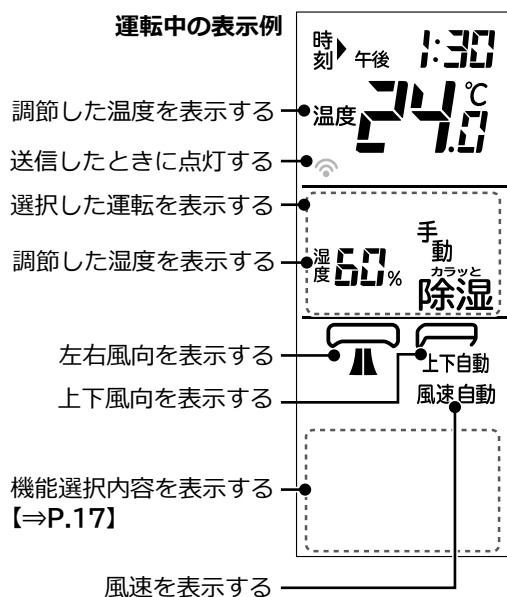 運転中の表示例
時刻 午後 1:30
調節した温度を表示する
温度 24.0 ℃
送信したときに点灯する
選択した運転を表示する
手動
調節した湿度を表示する
湿度 60%
カラッと
除湿
左右風向を表示する
上下自動
上下風向を表示する
風速自動
機能選択内容を表示する
【⇒P.17】
風速を表示する